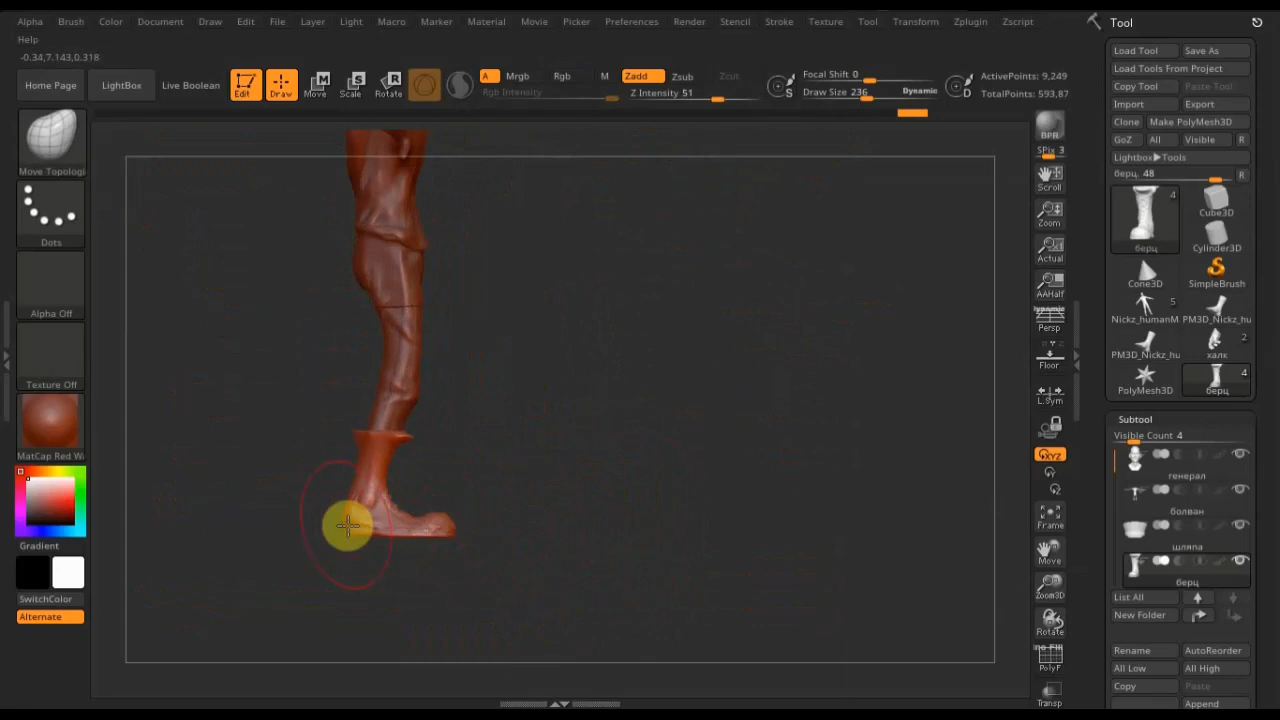 Alpha Brush Color Document Draw Edit File Layer Light Macro Marker Material Movie Picker Preferences Render Stencil Stroke Texture Tool Transform Zplugin Zscript
Help
-0.34,7.143,0.318
Home Page
LightBox
Live Boolean
Edit
Draw
M
Move
S
Scale
R
Rotate
A
Mrgb
Rgb
M
Rgb Intensity
Zadd
Zsub
Zcut
Z Intensity 51
S
Focal Shift 0
Draw Size 236
Dynamic
D
ActivePoints: 9,249
TotalPoints: 593,87
Move Topologi
Dots
Alpha Off
Texture Off
MatCap Red W
Gradient
SwitchColor
Alternate
BPR
SPix 3
Scroll
Zoom
Actual
AAHalf
Dynamic
Persp
Floor
L.Sym
XYZ
Frame
Move
Zoom3D
Rotate
PolyF
Transp
Tool
Load Tool
Save As
Load Tools From Project
Copy Tool
Paste Tool
Import
Export
Clone
Make PolyMesh3D
GoZ
All
Visible
R
Lightbox▶Tools
берц. 48
R
4
берц
Cube3D
Cylinder3D
Cone3D
SimpleBrush
5
Nickz_humanM
PM3D_Nickz_hu
PM3D_Nickz_hu
2
халк
PolyMesh3D
4
берц
Subtool
Visible Count 4
генерал
болван
шляпа
берц
List All
New Folder
Rename
AutoReorder
All Low
All High
Copy
Paste
Append